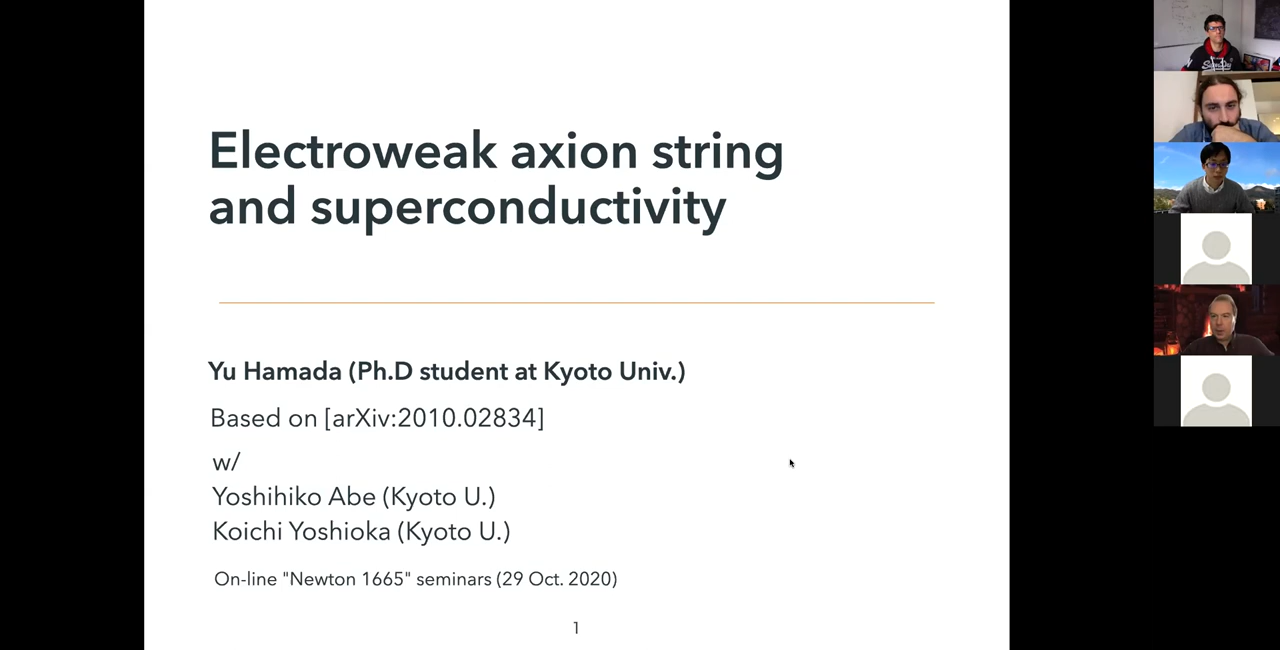 Electroweak axion string
and superconductivity
Yu Hamada (Ph.D student at Kyoto Univ.)
Based on [arXiv:2010.02834]
w/
Yoshihiko Abe (Kyoto U.)
Koichi Yoshioka (Kyoto U.)
On-line "Newton 1665" seminars (29 Oct. 2020)
1